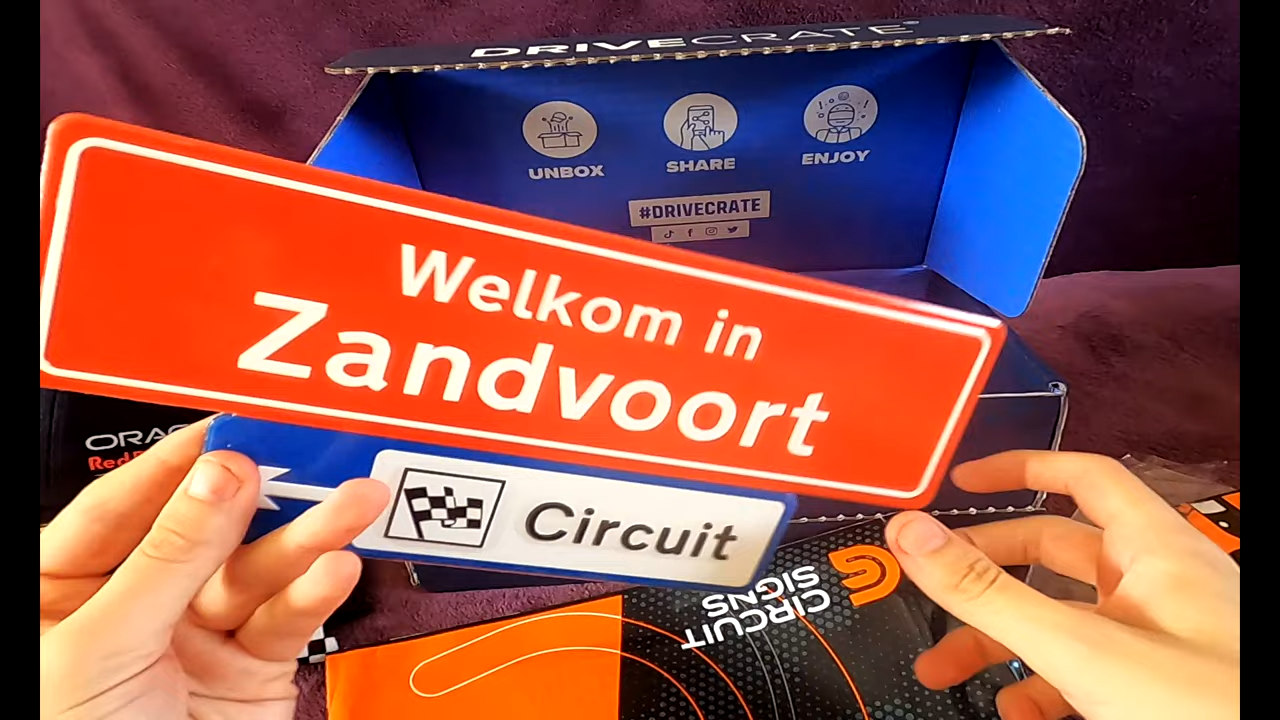 DRIVECRATE
UNBOX
SHARE
ENJOY
#DRIVECRATE
Welkom in
Zandvoort
Circuit
CIRCUIT
SIGNS